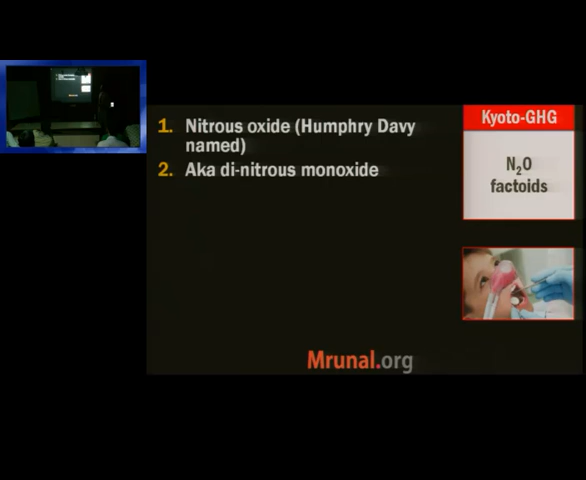 1. Nitrous oxide (Humphry Davy
named)
2. Aka di-nitrous monoxide
Kyoto-GHG
N₂O
factoids
Mrunal.org